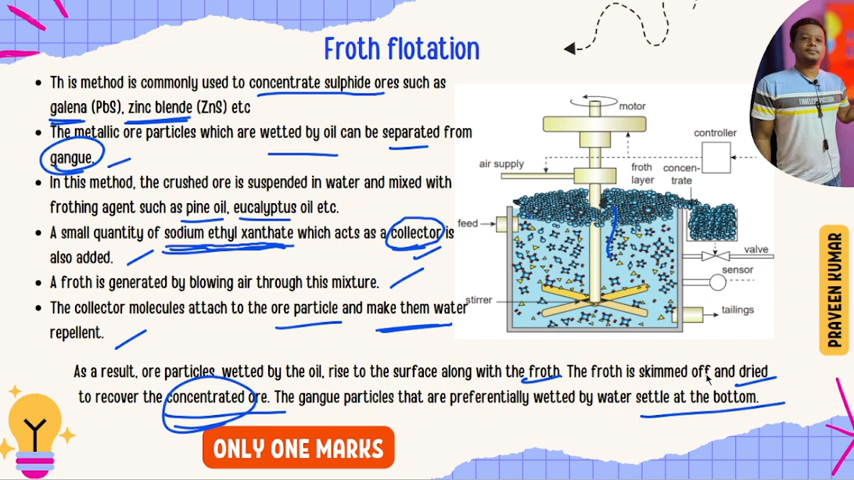 Froth flotation
Th is method is commonly used to concentrate sulphide ores such as
galena (PbS), zinc blende (ZnS) etc
The metallic ore particles which are wetted by oil can be separated from
gangue.
In this method, the crushed ore is suspended in water and mixed with
frothing agent such as pine oil, eucalyptus oil etc.
A small quantity of sodium ethyl xanthate which acts as a collector is
also added.
A froth is generated by blowing air through this mixture.
The collector molecules attach to the ore particle and make them water
repellent.
motor
controller
air supply
froth
layer
concen-
trate
feed
valve
sensor
stirrer
tailings
As a result, ore particles, wetted by the oil, rise to the surface along with the froth. The froth is skimmed off and dried
to recover the concentrated ore. The gangue particles that are preferentially wetted by water settle at the bottom.
ONLY ONE MARKS
PRAVEEN KUMAR